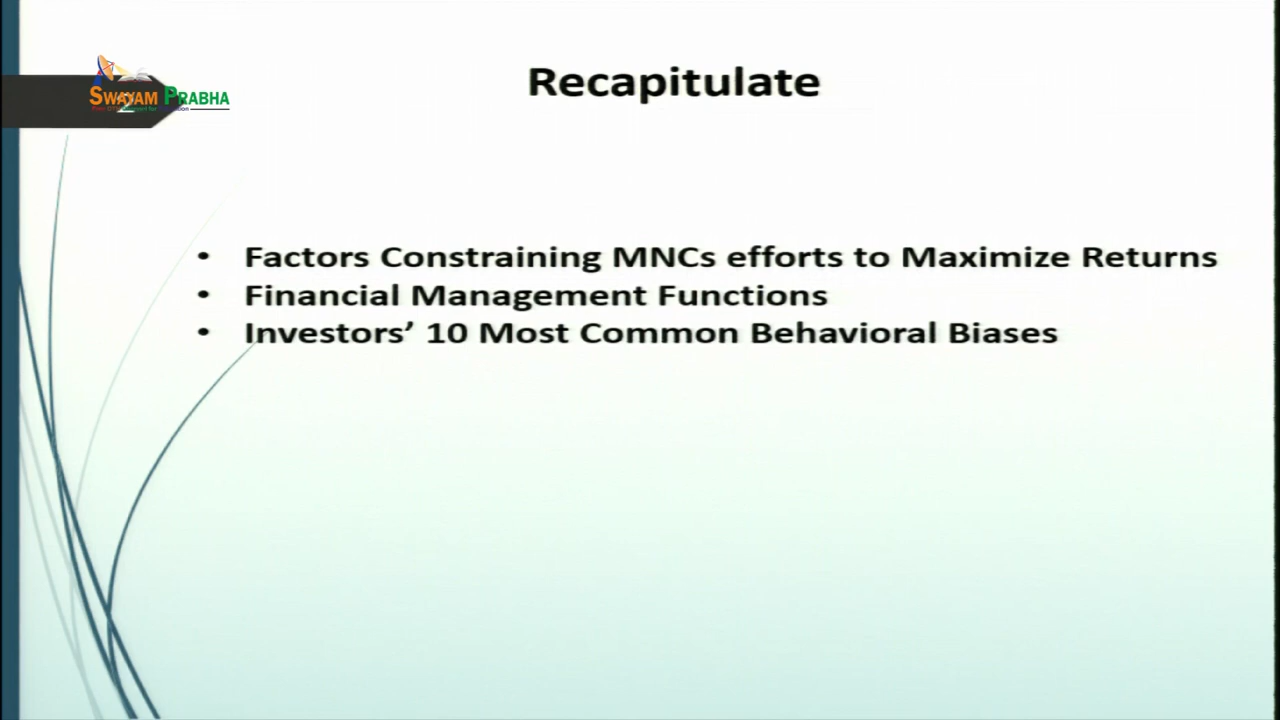 SWAYAM PRABHA
2
Recapitulate
• Factors Constraining MNCs efforts to Maximize Returns
• Financial Management Functions
• Investors’ 10 Most Common Behavioral Biases